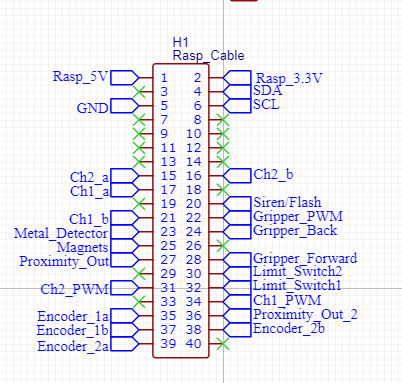 H1
Rasp_Cable
Rasp_5V 1 2 Rasp_3.3V
3 4 SDA
GND 5 6 SCL
7 8
9 10
11 12
13 14
Ch2_a 15 16 Ch2_b
Ch1_a 17 18
19 20 Siren/Flash
Ch1_b 21 22 Gripper_PWM
Metal_Detector 23 24 Gripper_Back
Magnets 25 26
Proximity_Out 27 28 Gripper_Forward
29 30 Limit_Switch2
Ch2_PWM 31 32 Limit_Switch1
33 34 Ch1_PWM
Encoder_1a 35 36 Proximity_Out_2
Encoder_1b 37 38 Encoder_2b
Encoder_2a 39 40